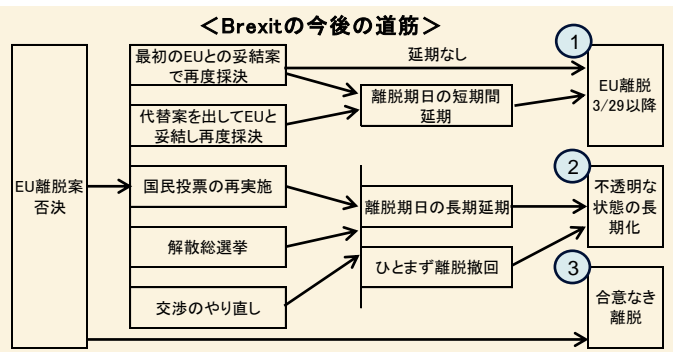 ＜Brexitの今後の道筋＞
最初のEUとの妥結案
で再度採決
延期なし
1
EU離脱
3/29以降
離脱期日の短期間
延期
代替案を出してEUと
妥結し再度採決
EU離脱案
否決
国民投票の再実施
2
不透明な
状態の長
期化
離脱期日の長期延期
解散総選挙
ひとまず離脱撤回
3
合意なき
離脱
交渉のやり直し